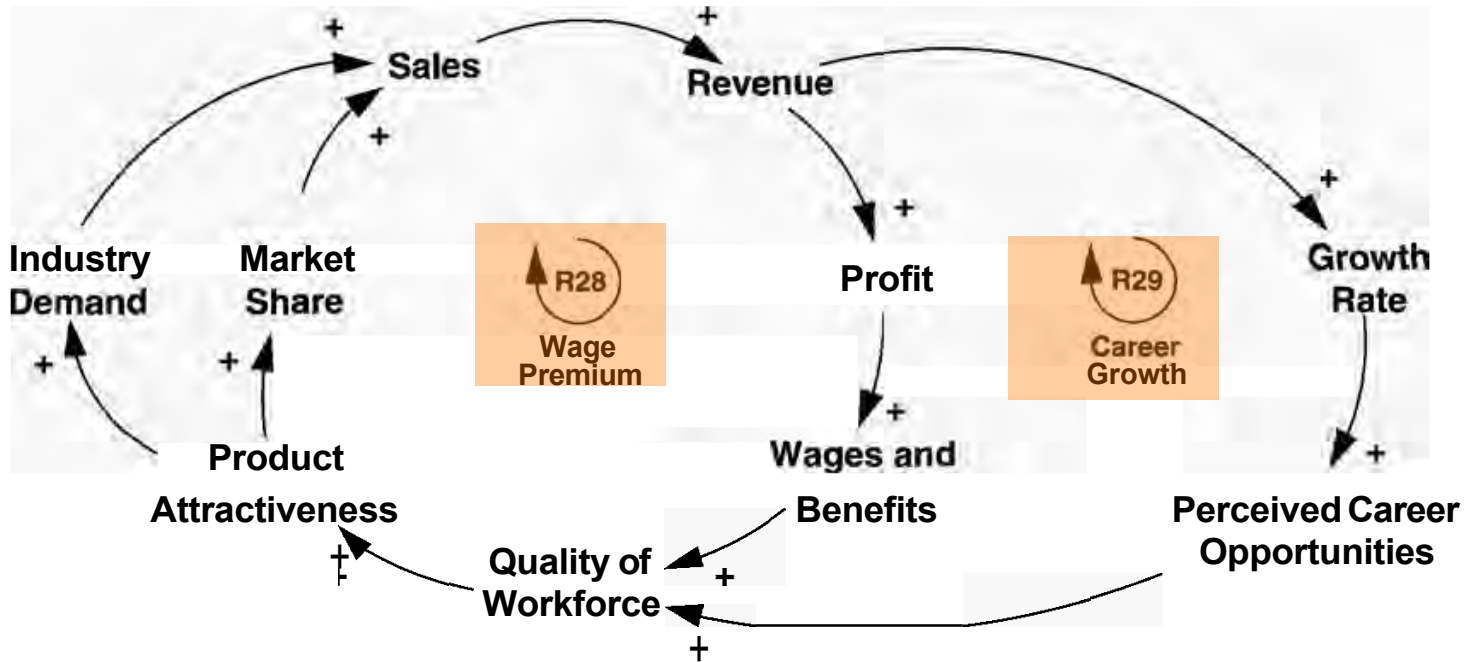 +
+
Sales
Revenue
+
+
+
Industry
Demand
Market
Share
R28
Wage
Premium
Profit
R29
Career
Growth
Growth
Rate
+
+
+
+
Product
Attractiveness
Wages and
Benefits
Perceived Career
Opportunities
+
Quality of
Workforce
+
+